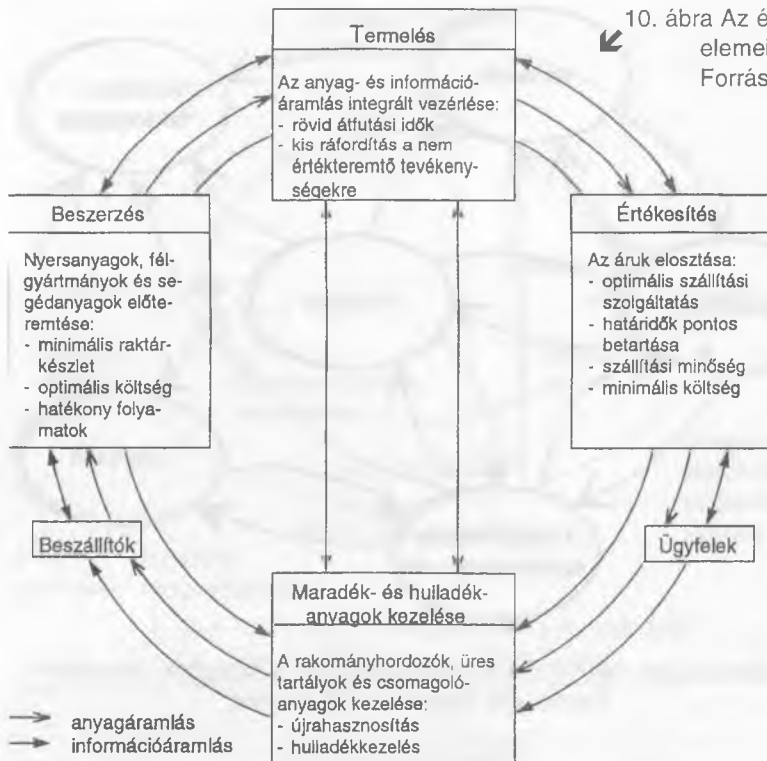 10. ábra Az é
elemei
Forrás
Termelés
Az anyag- és információ-
áramlás integrált vezérlése:
- rövid átfutási idők
- kis ráfordítás a nem
értékteremtő tevékeny-
ségekre
Beszerzés
Nyersanyagok, fél-
gyártmányok és se-
gédanyagok előte-
remtése:
- minimális raktár-
készlet
- optimális költség
- hatékony folya-
matok
Értékesítés
Az áruk elosztása:
- optimális szállítási
szolgáltatás
- határidők pontos
betartása
- szállítási minőség
- minimális költség
Beszállítók
Ügyfelek
Maradék- és hulladék-
anyagok kezelése
A rakományhordozók, üres
tartályok és csomagoló-
anyagok kezelése:
- újrahasznosítás
- hulladékkezelés
anyagáramlás
információáramlás